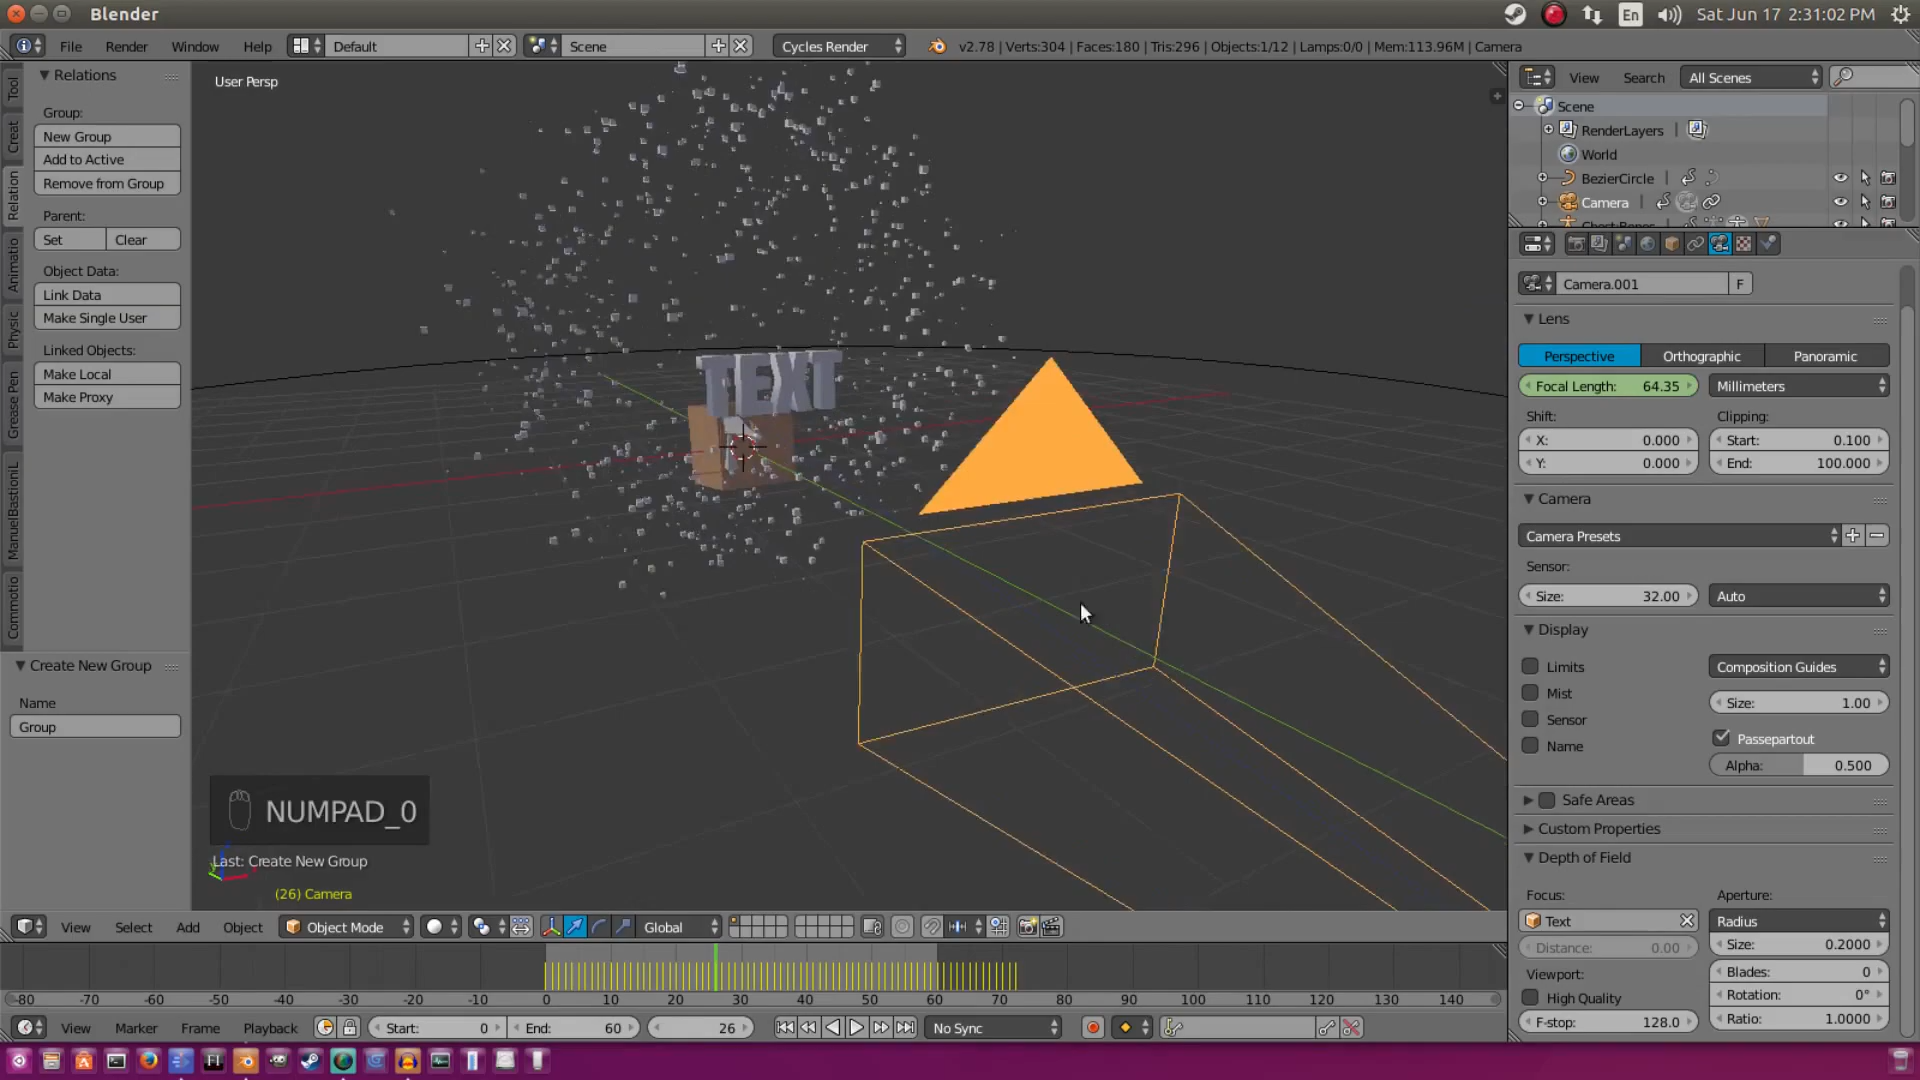 Blender
En
Sat Jun 17 2:31:02 PM
File
Render
Window
Help
Default
Scene
Cycles Render
v2.78 | Verts:304 | Faces:180 | Tris:296 | Objects:1/12 | Lamps:0/0 | Mem:113.96M | Camera
Tool
Creat
Relation
Animatio
Physic
Grease Pen
ManuelBastioniL
Commotio
Relations
Group:
New Group
Add to Active
Remove from Group
Parent:
Set
Clear
Object Data:
Link Data
Make Single User
Linked Objects:
Make Local
Make Proxy
Create New Group
Name
Group
User Persp
TEXT
NUMPAD_0
Last: Create New Group
(26) Camera
View
Search
All Scenes
Scene
RenderLayers
World
BezierCircle
Camera
Camera.001
F
Lens
Perspective
Orthographic
Panoramic
Focal Length: 64.35
Millimeters
Shift:
Clipping:
X: 0.000
Start: 0.100
Y: 0.000
End: 100.000
Camera
Camera Presets
Sensor:
Size: 32.00
Auto
Display
Limits
Composition Guides
Mist
Size: 1.00
Sensor
Name
Passepartout
Alpha: 0.500
Safe Areas
Custom Properties
Depth of Field
Focus:
Aperture:
Text
Radius
Distance: 0.00
Size: 0.2000
Viewport:
Blades: 0
High Quality
Rotation: 0°
F-stop: 128.0
Ratio: 1.0000
View
Select
Add
Object
Object Mode
Global
-80 -70 -60 -50 -40 -30 -20 -10 0 10 20 30 40 50 60 70 80 90 100 110 120 130 140
View
Marker
Frame
Playback
Start: 0
End: 60
26
No Sync